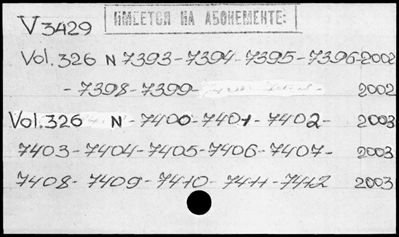 ИМЕЕТСЯ НА АБОНЕМЕНТЕ:
V3429
Vol. 326 N 7393-7394-7395-7396-2002
- 7398-7399- 2002
Vol. 326 N - 7400-7401-7402- 2003
7403-7404-7405-7406-7407- 2003
7408-7409-7410-7411-7412 2003